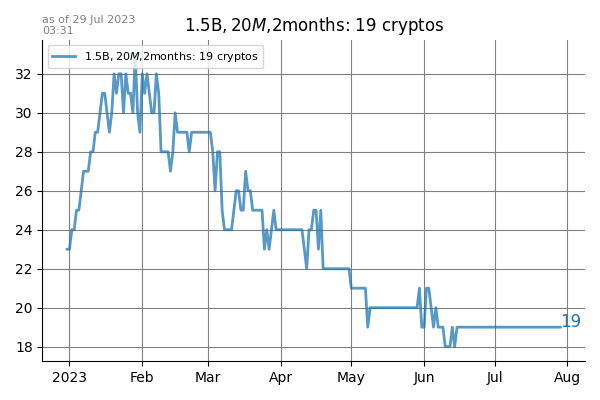 as of 29 Jul 2023
03:31
1.5B, 20M,2months: 19 cryptos
1.5B, 20M,2months: 19 cryptos
32
30
28
26
24
22
20
18
19
2023 Feb Mar Apr May Jun Jul Aug